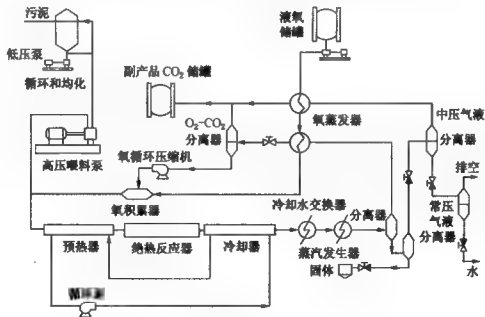 污泥
低压泵
循环和均化
高压喂料泵
液氧
储罐
副产品CO₂储罐
O₂-CO₂
分离器
氧循环压缩机
氧积累器
氧蒸发器
中压气液
分离器
排空
常压
气液
分离器
水
冷却水交换器
分离器
蒸汽发生器
固体
预热器
绝热反应器
冷却器
循环泵